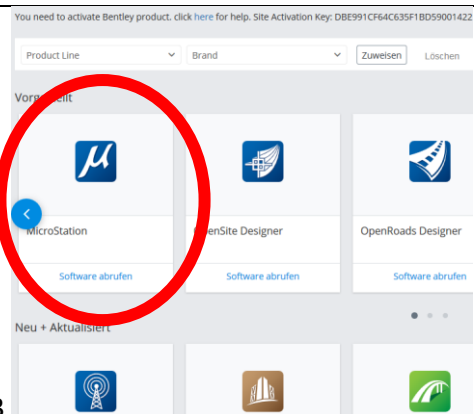 You need to activate Bentley product. click here for help. Site Activation Key: DBE991CF64C635F1BD59001422
Product Line Brand Zuweisen Löschen
MicroStation OpenSite Designer OpenRoads Designer
Software abrufen Software abrufen Software abrufen
Neu + Aktualisiert